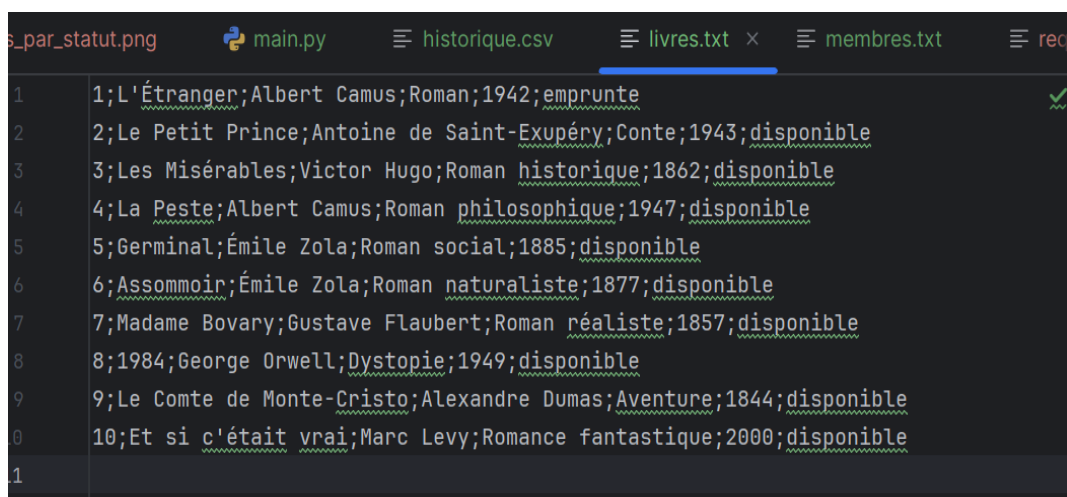 s_par_statut.png main.py historique.csv livres.txt × membres.txt req
1 1;L'Étranger;Albert Camus;Roman;1942;emprunte
2 2;Le Petit Prince;Antoine de Saint-Exupéry;Conte;1943;disponible
3 3;Les Misérables;Victor Hugo;Roman historique;1862;disponible
4 4;La Peste;Albert Camus;Roman philosophique;1947;disponible
5 5;Germinal;Émile Zola;Roman social;1885;disponible
6 6;Assommoir;Émile Zola;Roman naturaliste;1877;disponible
7 7;Madame Bovary;Gustave Flaubert;Roman réaliste;1857;disponible
8 8;1984;George Orwell;Dystopie;1949;disponible
9 9;Le Comte de Monte-Cristo;Alexandre Dumas;Aventure;1844;disponible
10 10;Et si c'était vrai;Marc Levy;Romance fantastique;2000;disponible
11